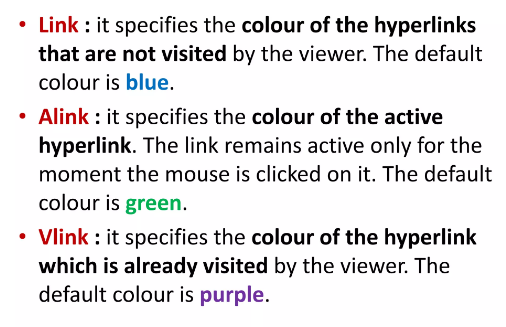 • Link : it specifies the colour of the hyperlinks
that are not visited by the viewer. The default
colour is blue.
• Alink : it specifies the colour of the active
hyperlink. The link remains active only for the
moment the mouse is clicked on it. The default
colour is green.
• Vlink : it specifies the colour of the hyperlink
which is already visited by the viewer. The
default colour is purple.